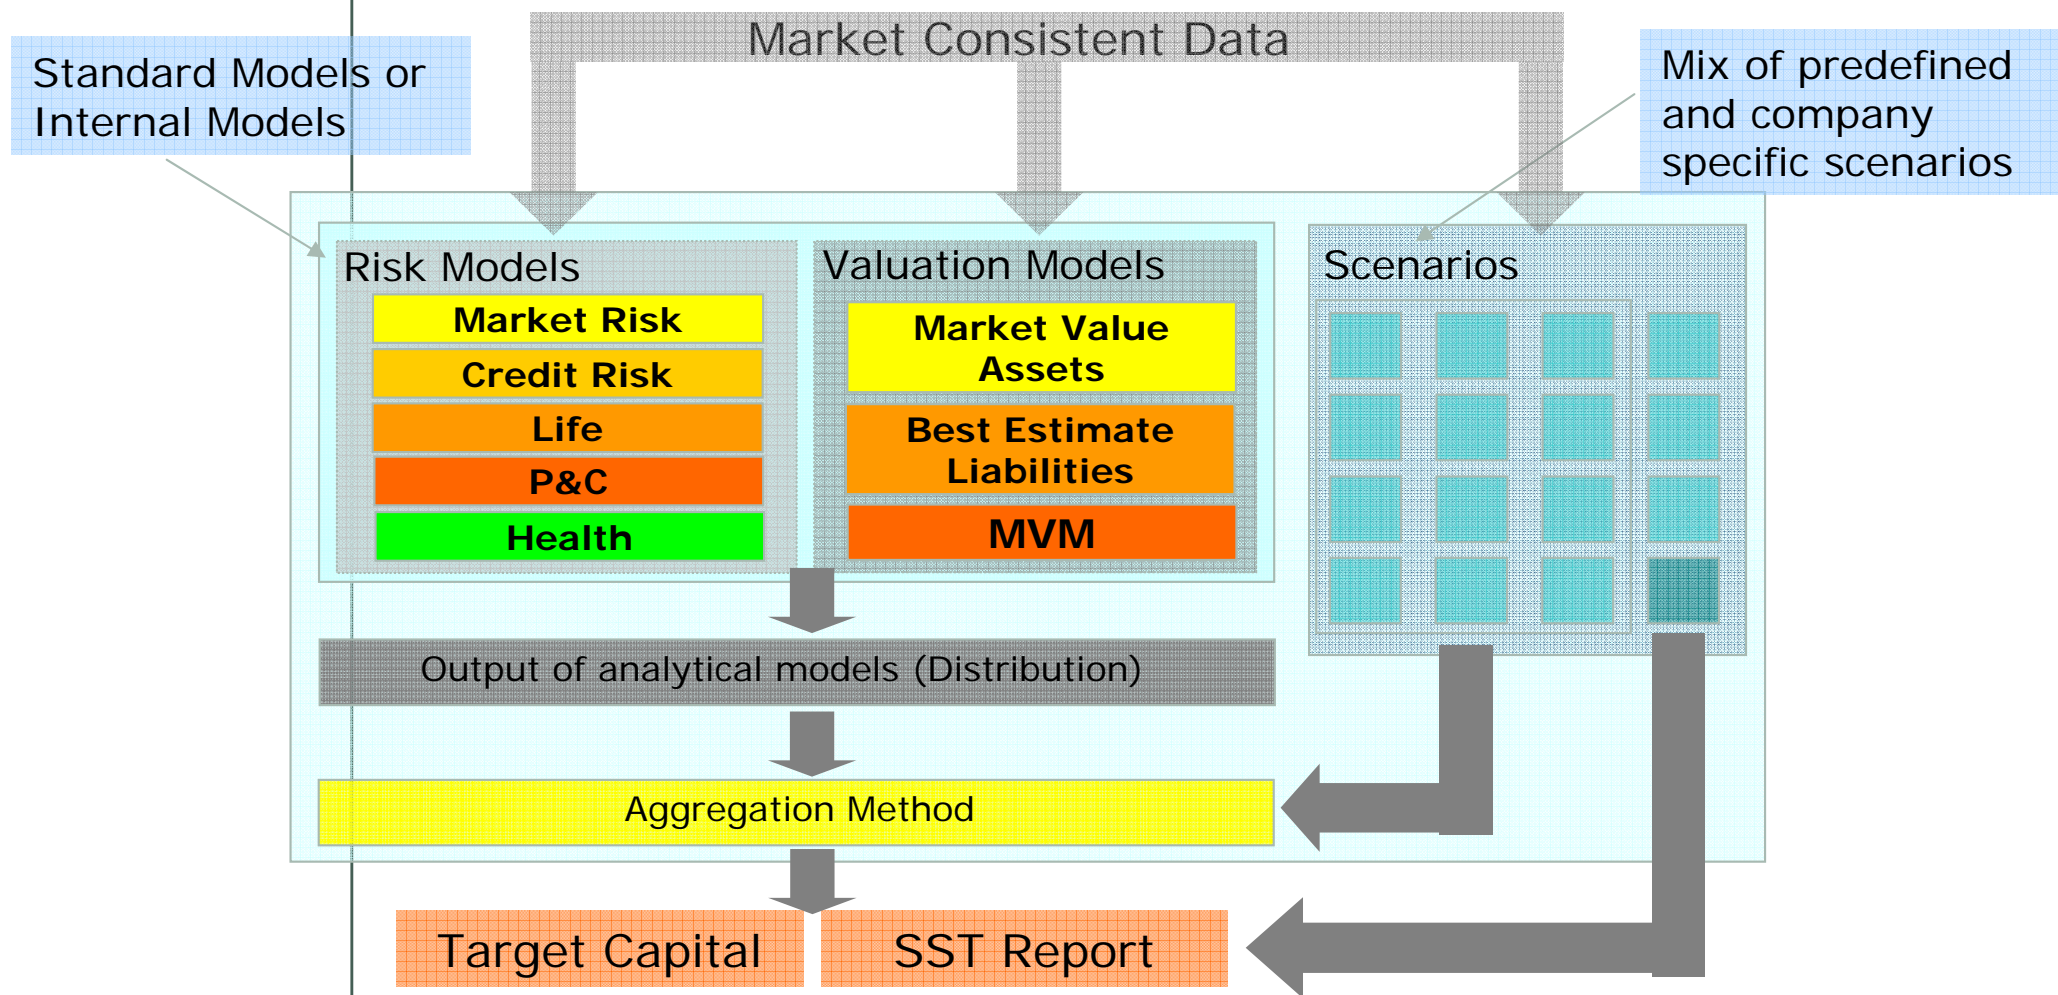 Market Consistent Data
Standard Models or
Internal Models
Mix of predefined
and company
specific scenarios
Risk Models
Market Risk
Credit Risk
Life
P&C
Health
Valuation Models
Market Value
Assets
Best Estimate
Liabilities
MVM
Scenarios
Output of analytical models (Distribution)
Aggregation Method
Target Capital
SST Report